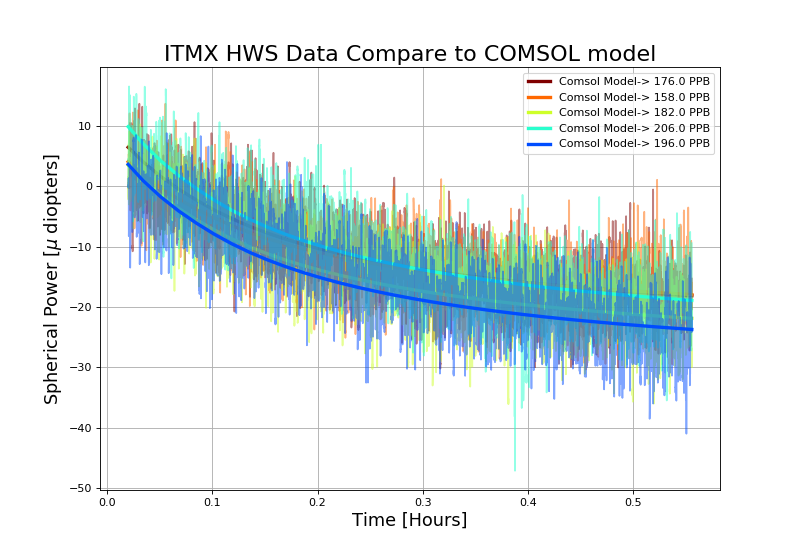 ITMX HWS Data Compare to COMSOL model
Comsol Model-> 176.0 PPB
Comsol Model-> 158.0 PPB
Comsol Model-> 182.0 PPB
Comsol Model-> 206.0 PPB
Comsol Model-> 196.0 PPB
Spherical Power [μ diopters]
10
0
−10
−20
−30
−40
−50
0.0 0.1 0.2 0.3 0.4 0.5
Time [Hours]